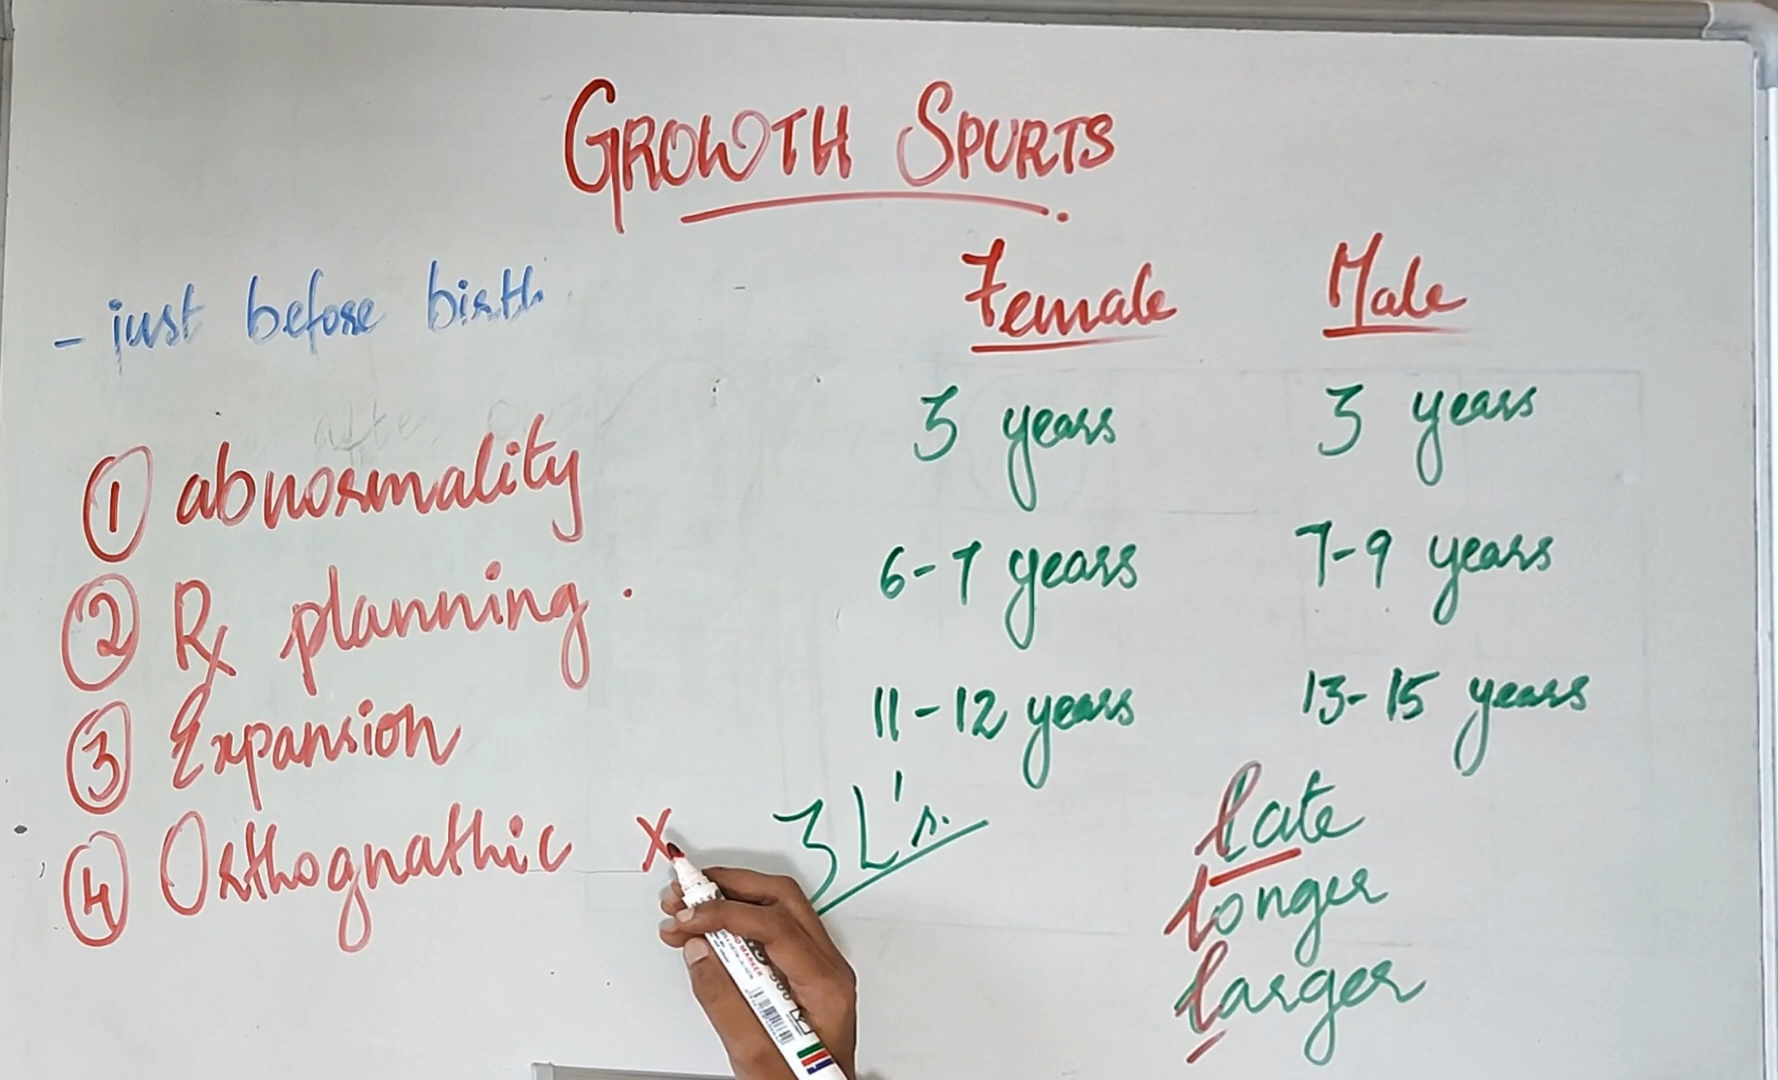 GROWTH SPURTS
- just before birth
Female
Male
3 years
3 years
6-7 years
7-9 years
11-12 years
13-15 years
① abnormality
② Rx planning.
③ Expansion
④ Orthognathic X
3 L's.
late
longer
larger